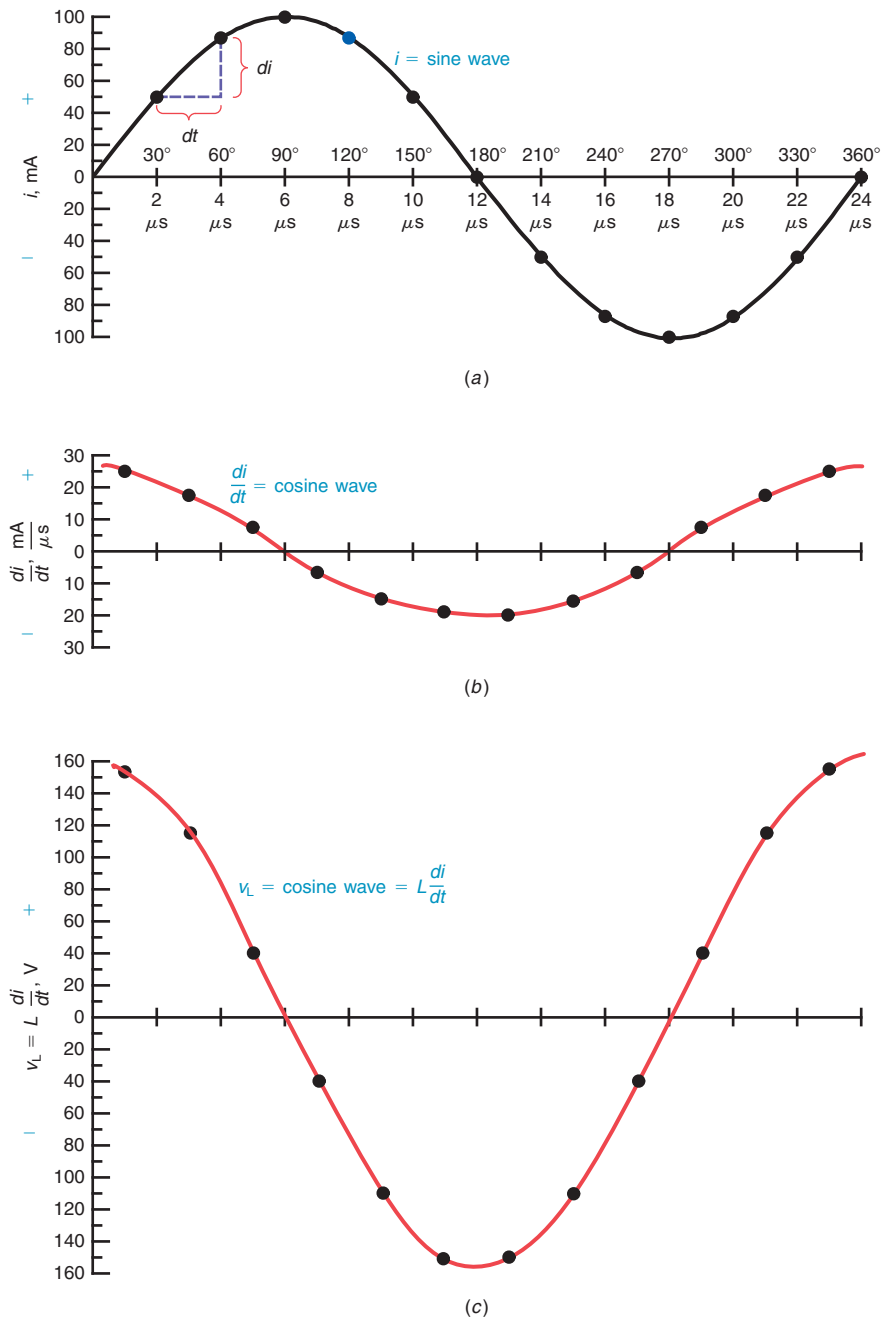 100
80
60
40
20
0
20
40
60
80
100
+
i, mA
−
di
dt
i = sine wave
30° 60° 90° 120° 150° 180° 210° 240° 270° 300° 330° 360°
2 4 6 8 10 12 14 16 18 20 22 24
μs μs μs μs μs μs μs μs μs μs μs μs
(a)
30
20
10
0
10
20
30
+
di/dt, mA/μs
−
di/dt = cosine wave
(b)
160
140
120
100
80
60
40
20
0
20
40
60
80
100
120
140
160
+
vL = L di/dt, V
−
vL = cosine wave = L di/dt
(c)